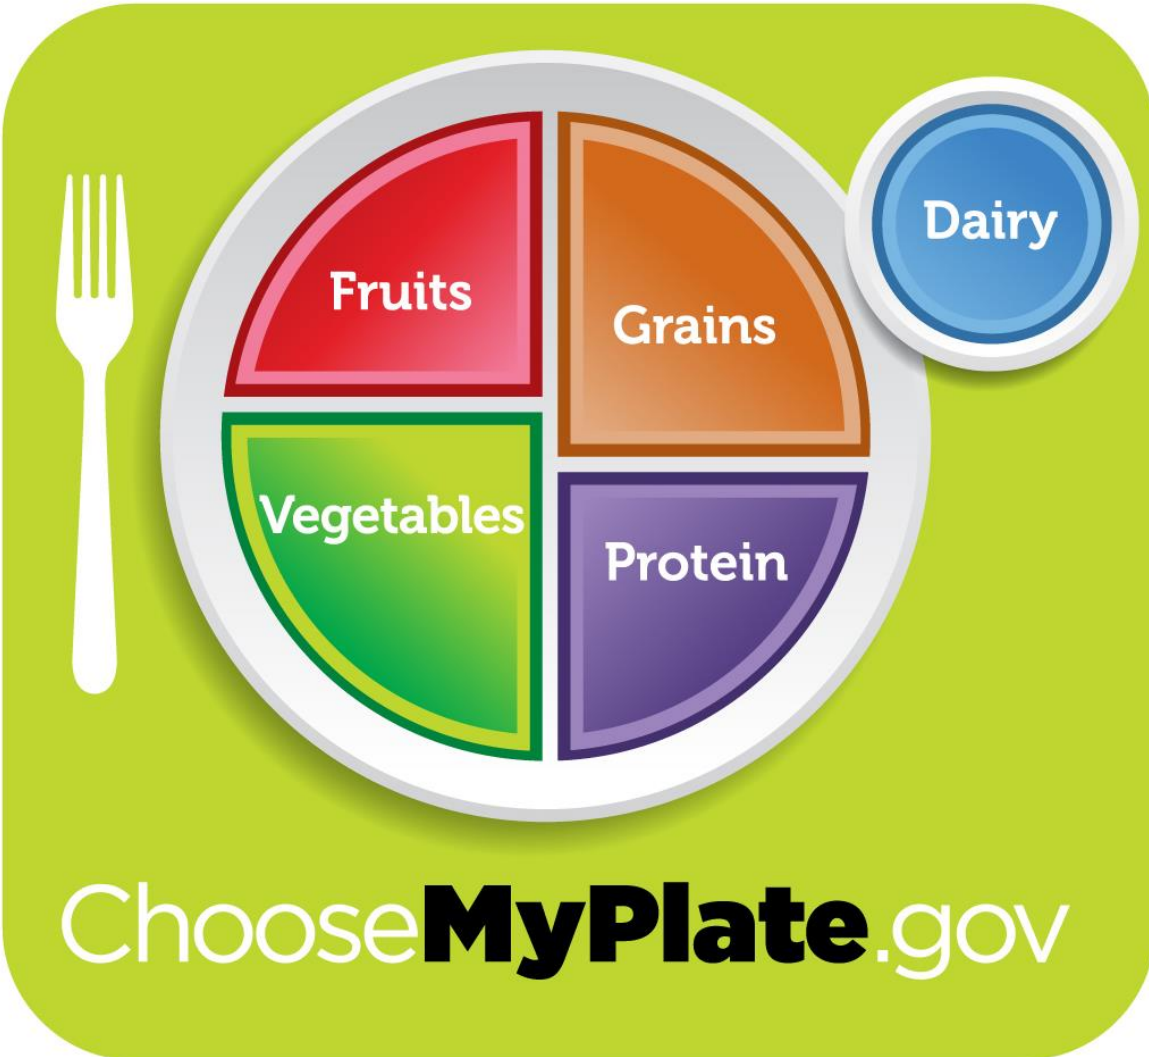 Dairy
Fruits
Grains
Vegetables
Protein
ChooseMyPlate.gov